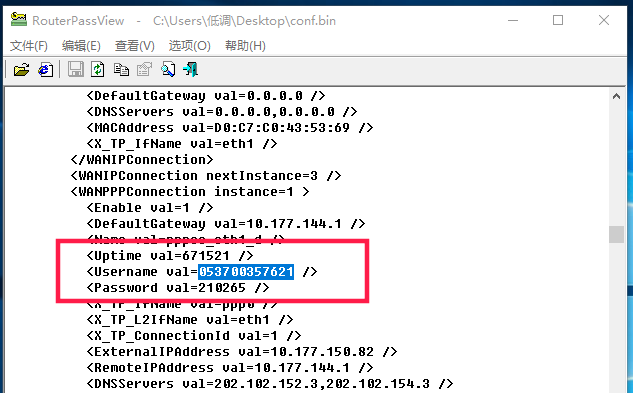 RouterPassView - C:\Users\低调\Desktop\conf.bin
文件(F) 编辑(E) 查看(V) 选项(O) 帮助(H)
<DefaultGateway val=0.0.0.0 />
<DNSServers val=0.0.0.0,0.0.0.0 />
<MACAddress val=D0:C7:C0:43:53:69 />
<X_TP_IfName val=eth1 />
</WANIPConnection>
<WANIPConnection nextInstance=3 />
<WANPPPConnection instance=1 >
<Enable val=1 />
<DefaultGateway val=10.177.144.1 />
<Name val=pppoe_eth1_d />
<Uptime val=671521 />
<Username val=053700357621 />
<Password val=210265 />
<X_TP_IfName val=ppp0 />
<X_TP_L2IfName val=eth1 />
<X_TP_ConnectionId val=1 />
<ExternalIPAddress val=10.177.150.82 />
<RemoteIPAddress val=10.177.144.1 />
<DNSServers val=202.102.152.3,202.102.154.3 />